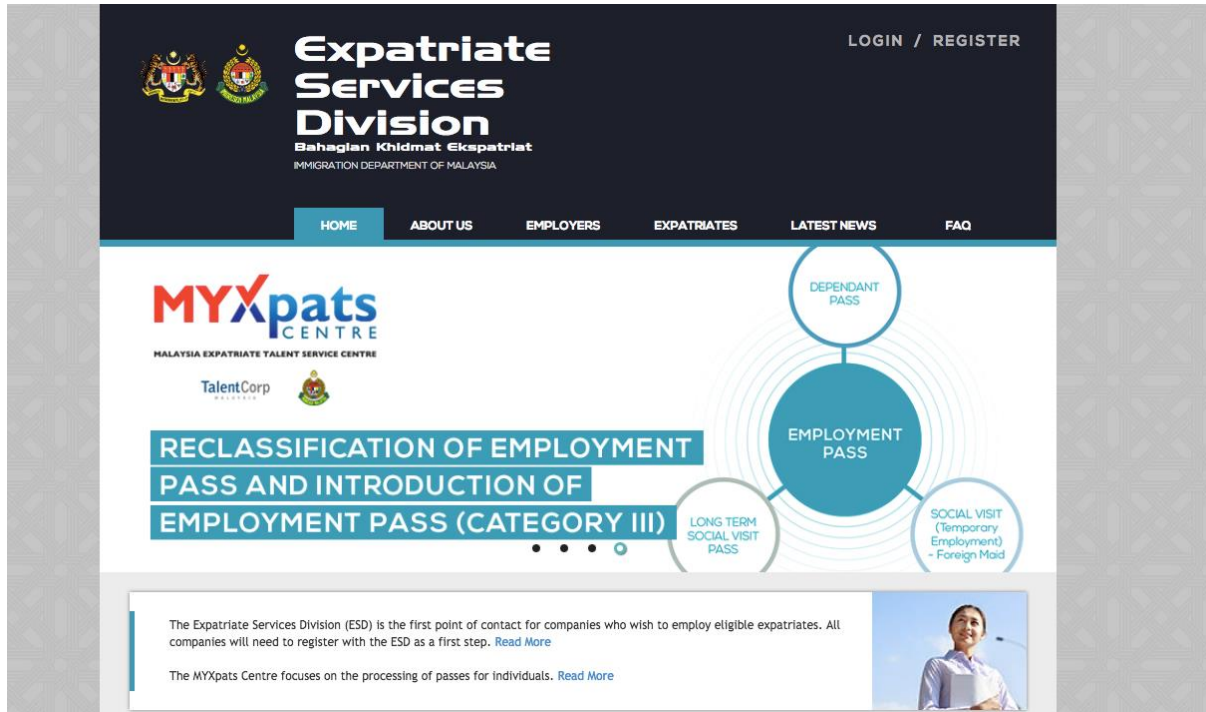 Expatriate
Services
Division
Bahagian Khidmat Ekspatriat
IMMIGRATION DEPARTMENT OF MALAYSIA
LOGIN / REGISTER
HOME
ABOUT US
EMPLOYERS
EXPATRIATES
LATEST NEWS
FAQ
MYXpats
CENTRE
MALAYSIA EXPATRIATE TALENT SERVICE CENTRE
TalentCorp
MALAYSIA
RECLASSIFICATION OF EMPLOYMENT
PASS AND INTRODUCTION OF
EMPLOYMENT PASS (CATEGORY III)
DEPENDANT
PASS
EMPLOYMENT
PASS
LONG TERM
SOCIAL VISIT
PASS
SOCIAL VISIT
(Temporary
Employment)
- Foreign Maid
The Expatriate Services Division (ESD) is the first point of contact for companies who wish to employ eligible expatriates. All
companies will need to register with the ESD as a first step. Read More
The MYXpats Centre focuses on the processing of passes for individuals. Read More